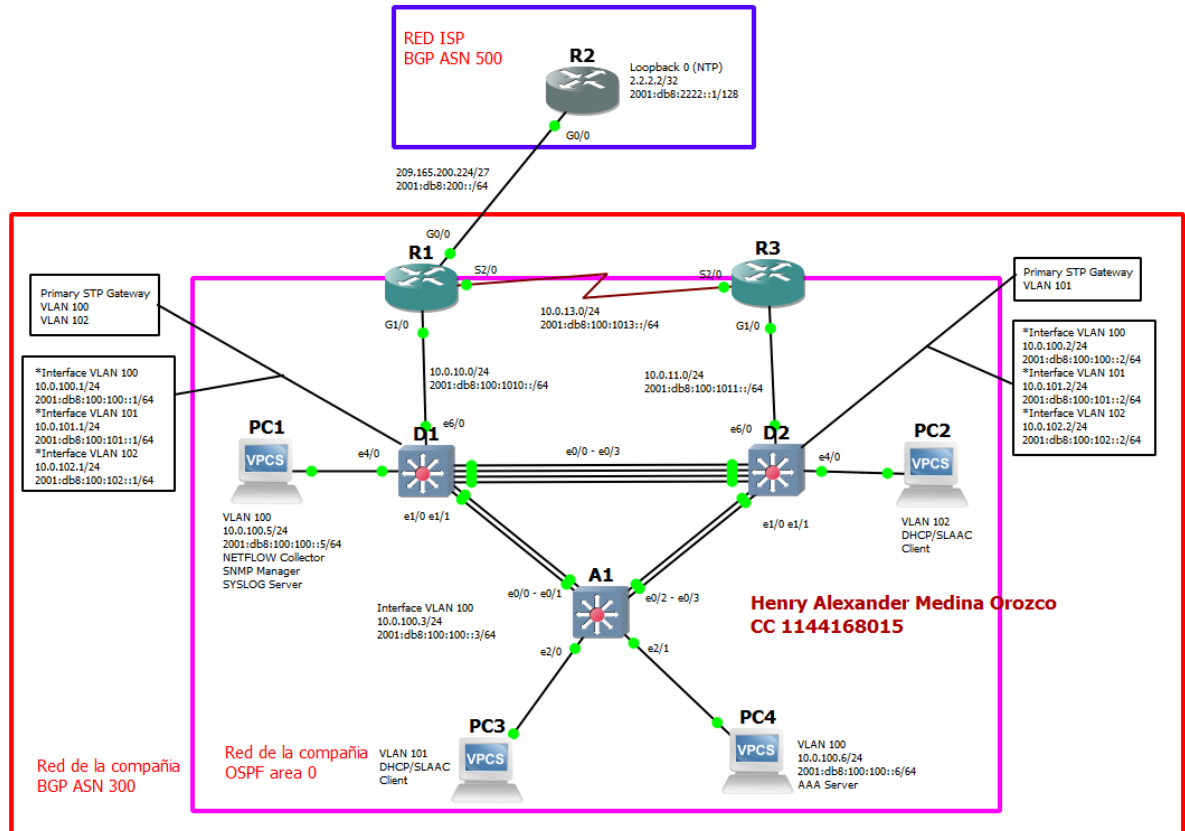 RED ISP
BGP ASN 500
R2
Loopback 0 (NTP)
2.2.2.2/32
2001:db8:2222::1/128
G0/0
209.165.200.224/27
2001:db8:200::/64
G0/0
R1
S2/0
R3
S2/0
10.0.13.0/24
2001:db8:100:1013::/64
G1/0
G1/0
Primary STP Gateway
VLAN 100
VLAN 102
Primary STP Gateway
VLAN 101
*Interface VLAN 100
10.0.100.1/24
2001:db8:100:100::1/64
*Interface VLAN 101
10.0.101.1/24
2001:db8:100:101::1/64
*Interface VLAN 102
10.0.102.1/24
2001:db8:100:102::1/64
*Interface VLAN 100
10.0.100.2/24
2001:db8:100:100::2/64
*Interface VLAN 101
10.0.101.2/24
2001:db8:100:101::2/64
*Interface VLAN 102
10.0.102.2/24
2001:db8:100:102::2/64
10.0.10.0/24
2001:db8:100:1010::/64
10.0.11.0/24
2001:db8:100:1011::/64
e6/0
D1
e6/0
D2
PC1
VPCS
e4/0
e0/0 - e0/3
e4/0
PC2
VPCS
VLAN 100
10.0.100.5/24
2001:db8:100:100::5/64
NETFLOW Collector
SNMP Manager
SYSLOG Server
e1/0 e1/1
e1/0 e1/1
VLAN 102
DHCP/SLAAC
Client
A1
e0/0 - e0/1
e0/2 - e0/3
Interface VLAN 100
10.0.100.3/24
2001:db8:100:100::3/64
Henry Alexander Medina Orozco
CC 1144168015
e2/0
e2/1
PC3
VPCS
VLAN 101
DHCP/SLAAC
Client
PC4
VPCS
VLAN 100
10.0.100.6/24
2001:db8:100:100::6/64
AAA Server
Red de la compañia
OSPF area 0
Red de la compañia
BGP ASN 300